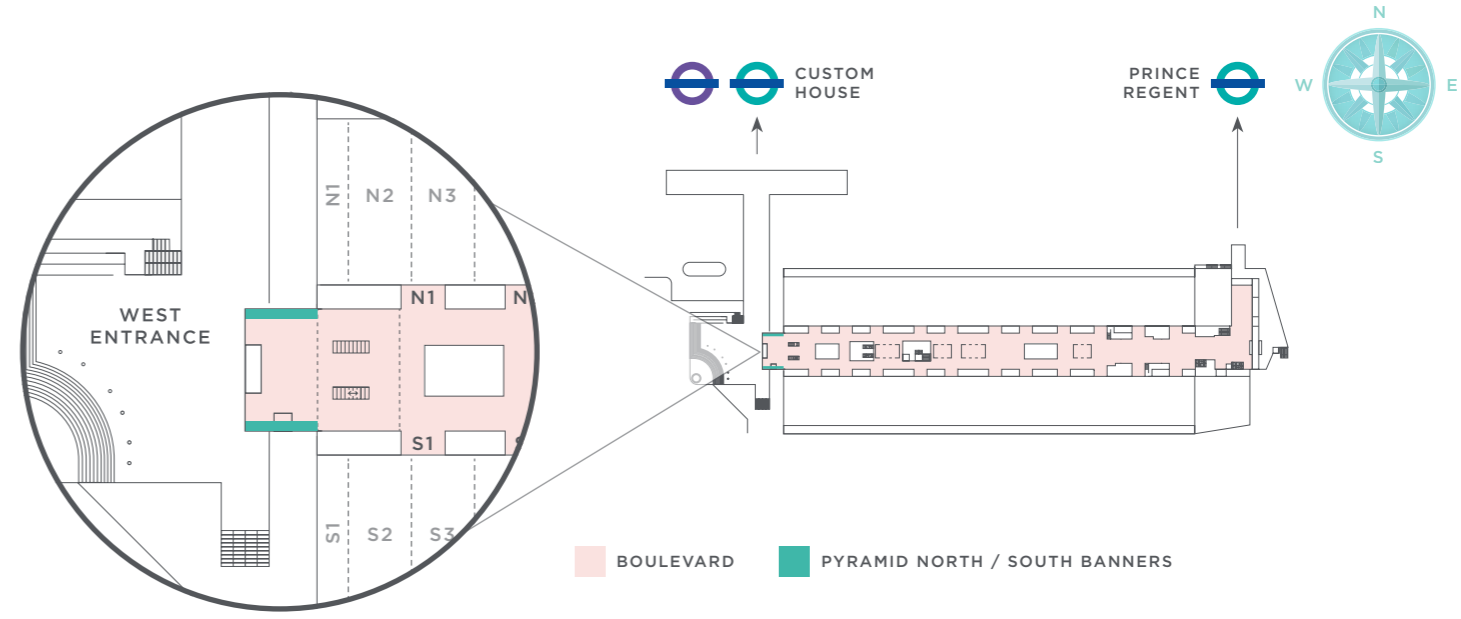 N
CUSTOM
HOUSE
PRINCE
REGENT
W
E
S
N1
N2
N3
N1
N
WEST
ENTRANCE
S1
S1
S2
S3
BOULEVARD
PYRAMID NORTH / SOUTH BANNERS